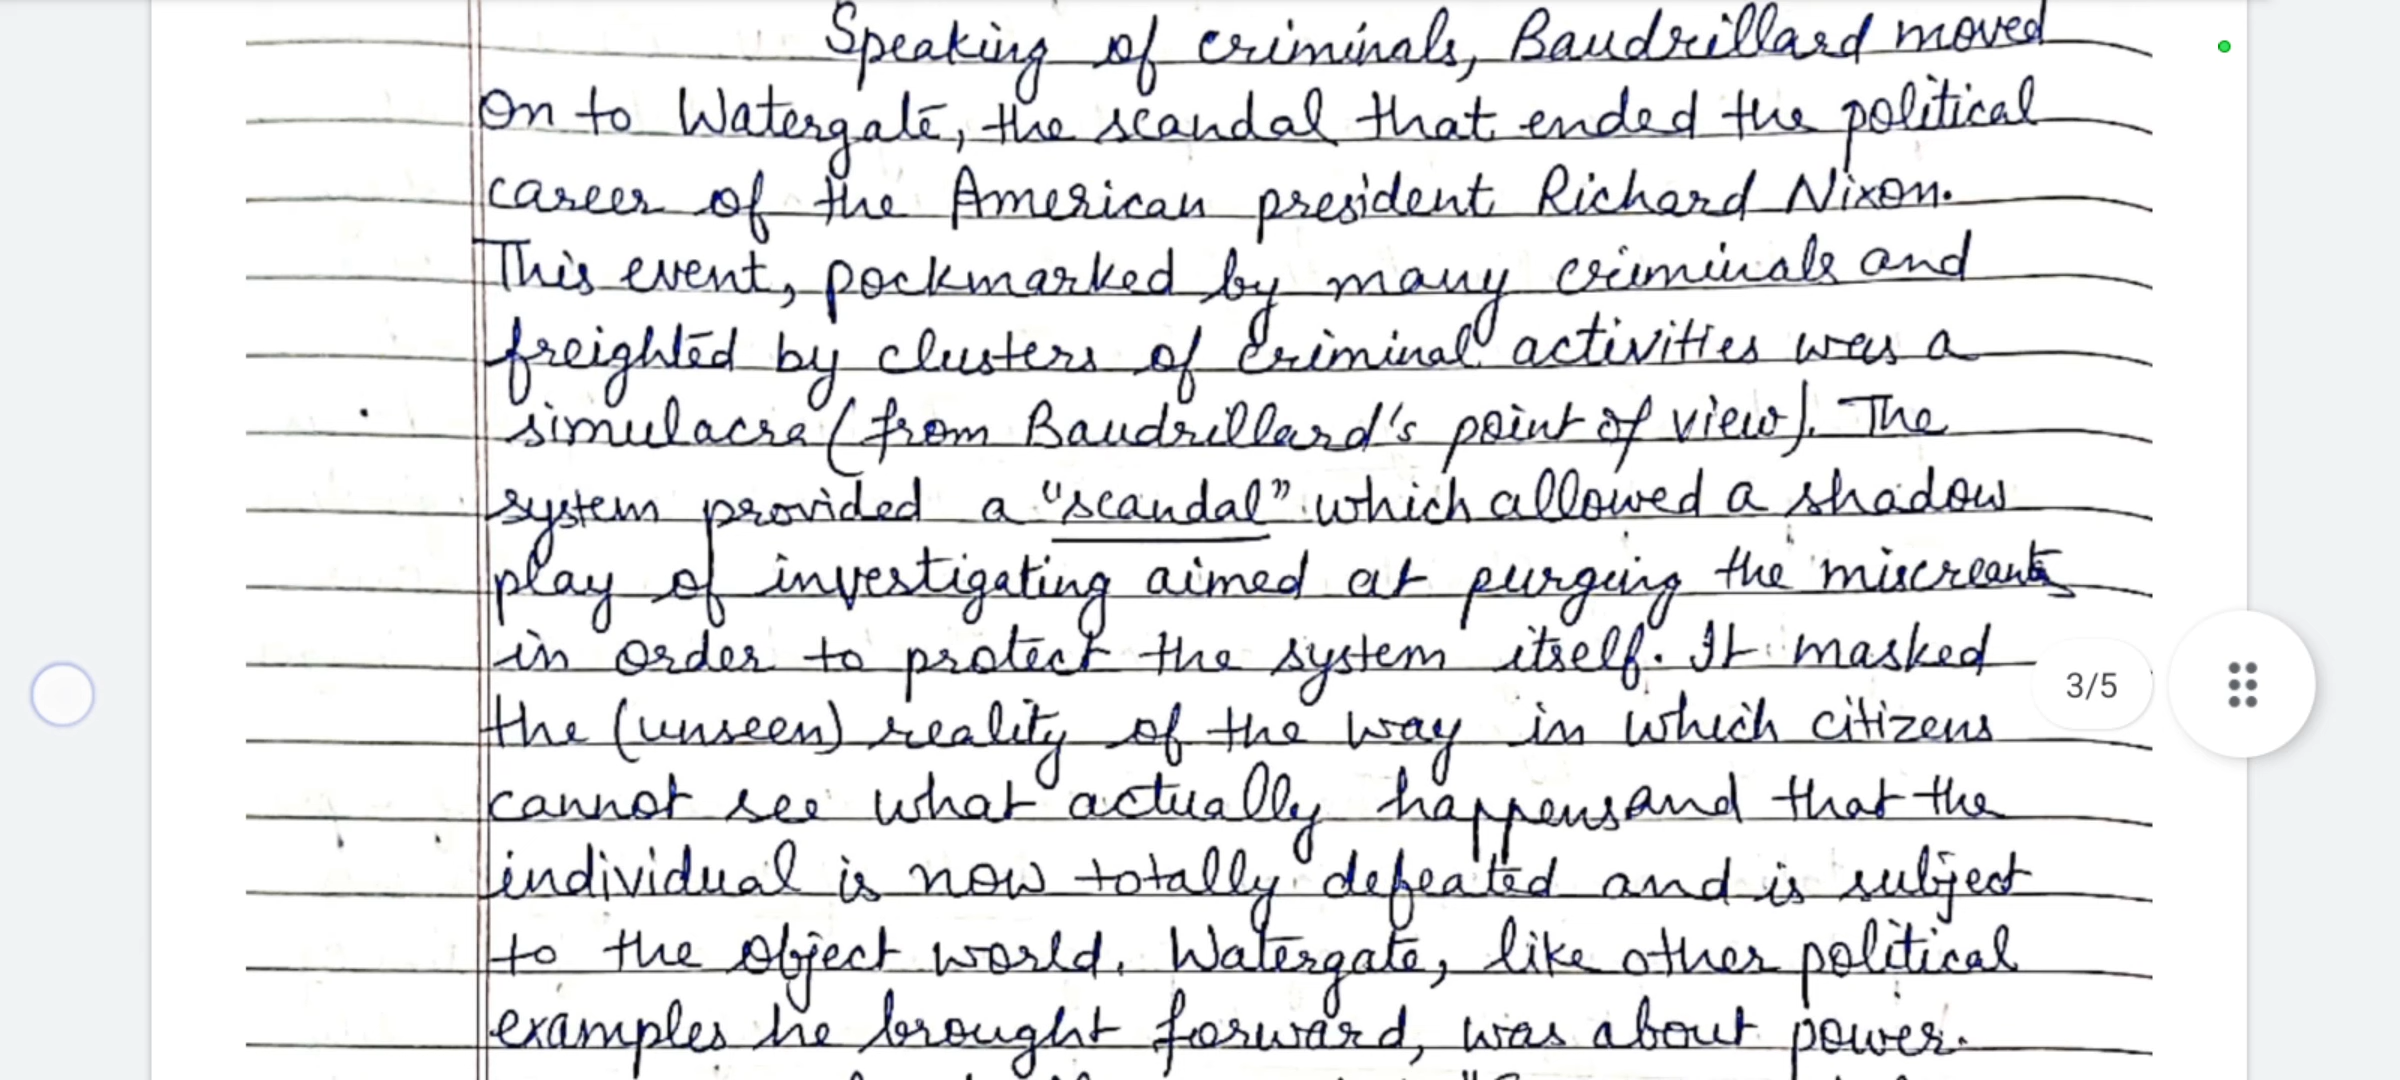 Speaking of criminals, Baudrillard moved
on to Watergate, the scandal that ended the political
career of the American president Richard Nixon.
This event, pockmarked by many criminals and
freighted by clusters of criminal activities was a
simulacra (from Baudrillard's point of view). The
system provided a "scandal" which allowed a shadow
play of investigating aimed at purging the miscreants
in order to protect the system itself. It masked
the (unseen) reality of the way in which citizens
cannot see what actually happens and that the
individual is now totally defeated and is subject
to the object world. Watergate, like other political
examples he brought forward, was about power.
3/5